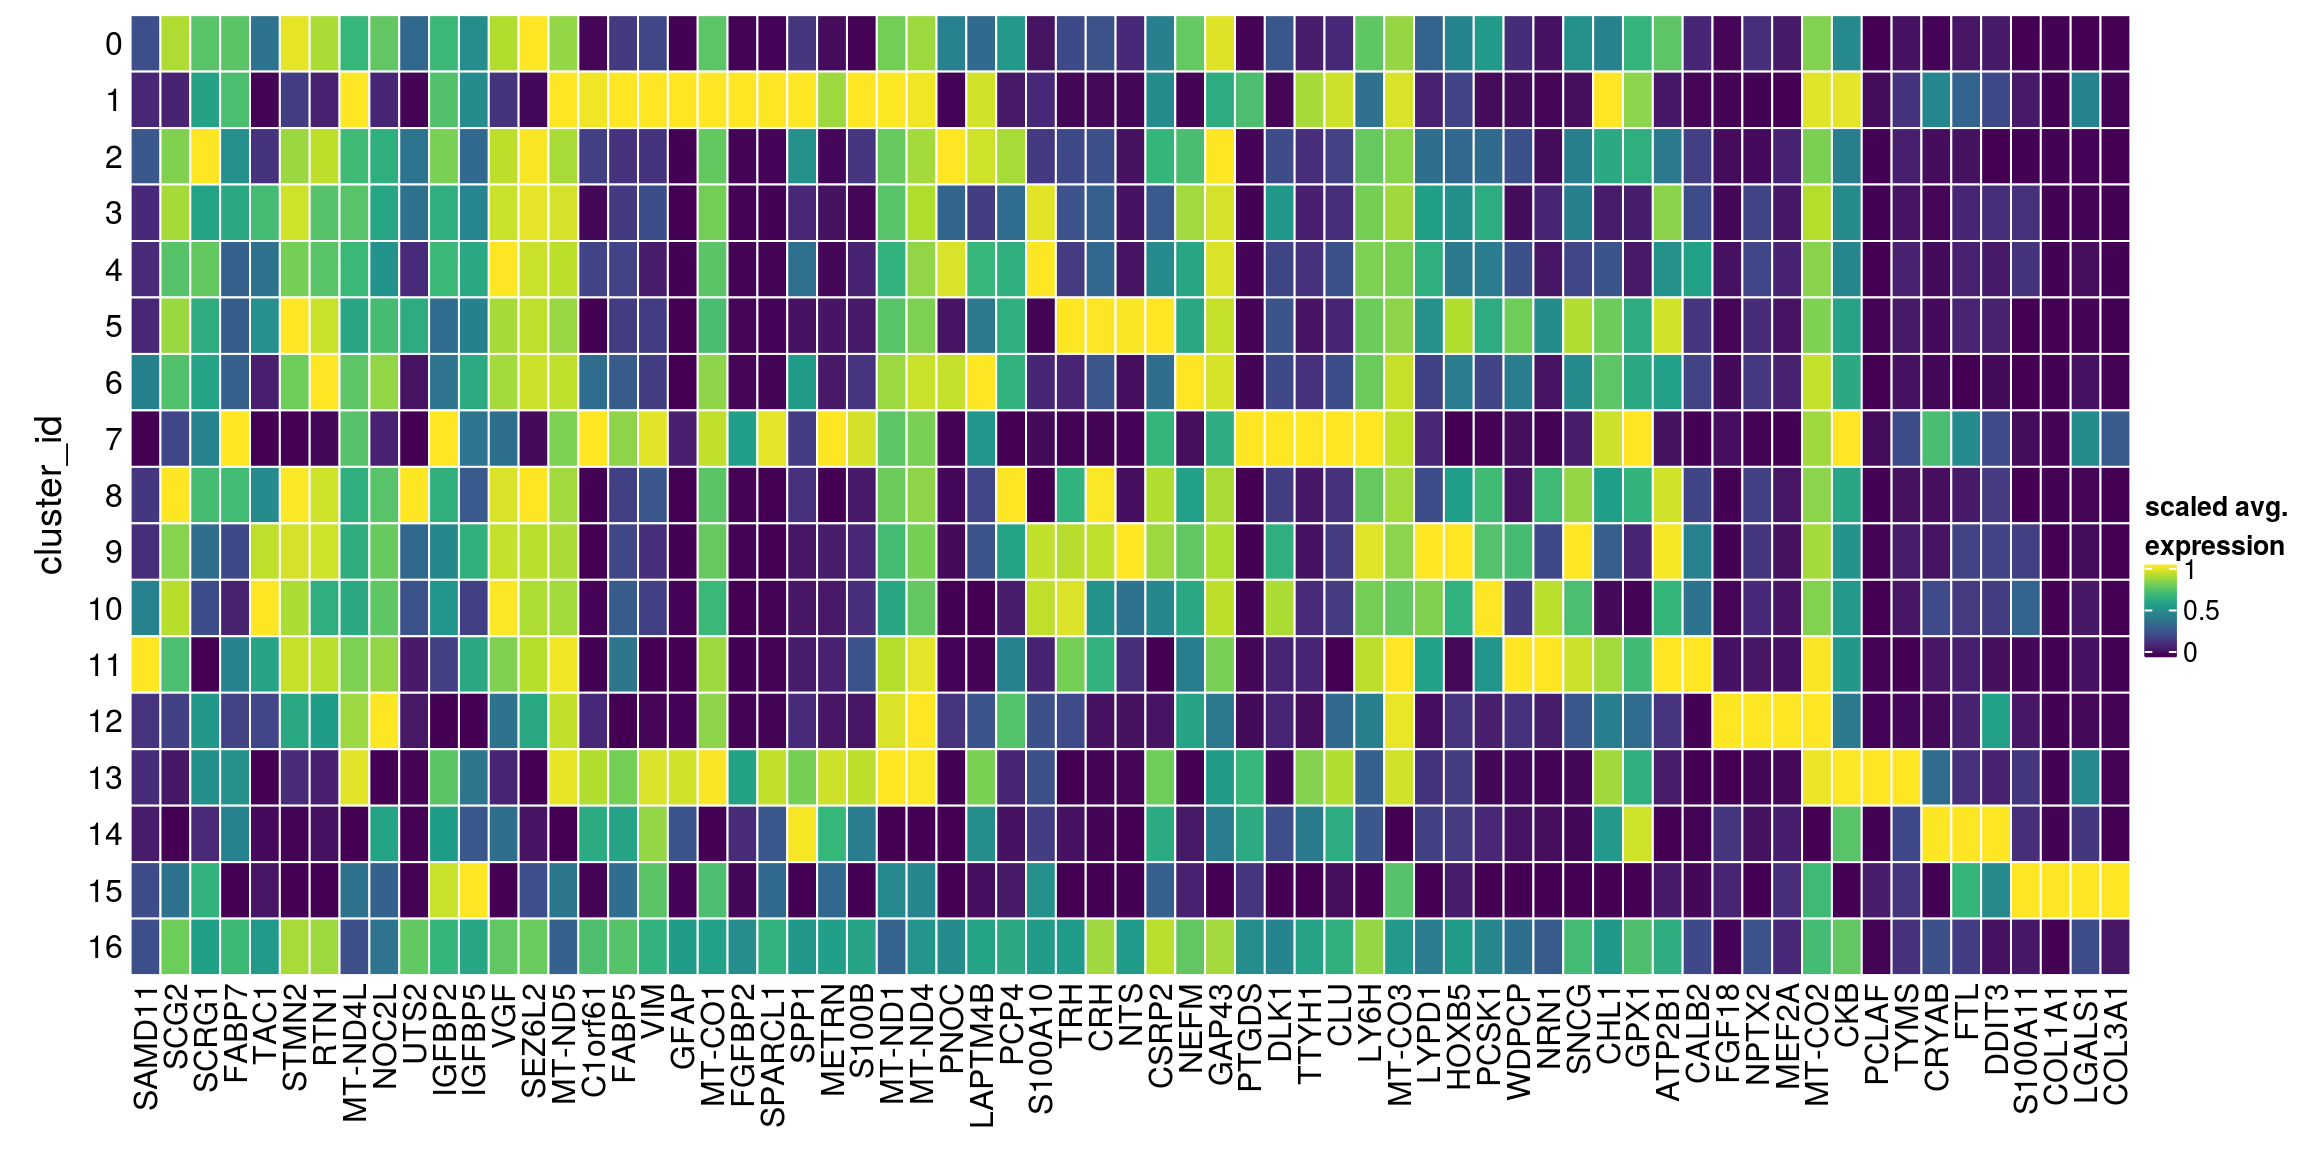 cluster_id
0
1
2
3
4
5
6
7
8
9
10
11
12
13
14
15
16
SAMD11
SCG2
SCRG1
FABP7
TAC1
STMN2
RTN1
MT-ND4L
NOC2L
UTS2
IGFBP2
IGFBP5
VGF
SEZ6L2
MT-ND5
C1orf61
FABP5
VIM
GFAP
MT-CO1
FGFBP2
SPARCL1
SPP1
METRN
S100B
MT-ND1
MT-ND4
PNOC
LAPTM4B
PCP4
S100A10
TRH
CRH
NTS
CSRP2
NEFM
GAP43
PTGDS
DLK1
TTYH1
CLU
LY6H
MT-CO3
LYPD1
HOXB5
PCSK1
WDPCP
NRN1
SNCG
CHL1
GPX1
ATP2B1
CALB2
FGF18
NPTX2
MEF2A
MT-CO2
CKB
PCLAF
TYMS
CRYAB
FTL
DDIT3
S100A11
COL1A1
LGALS1
COL3A1
scaled avg.
expression
1
0.5
0